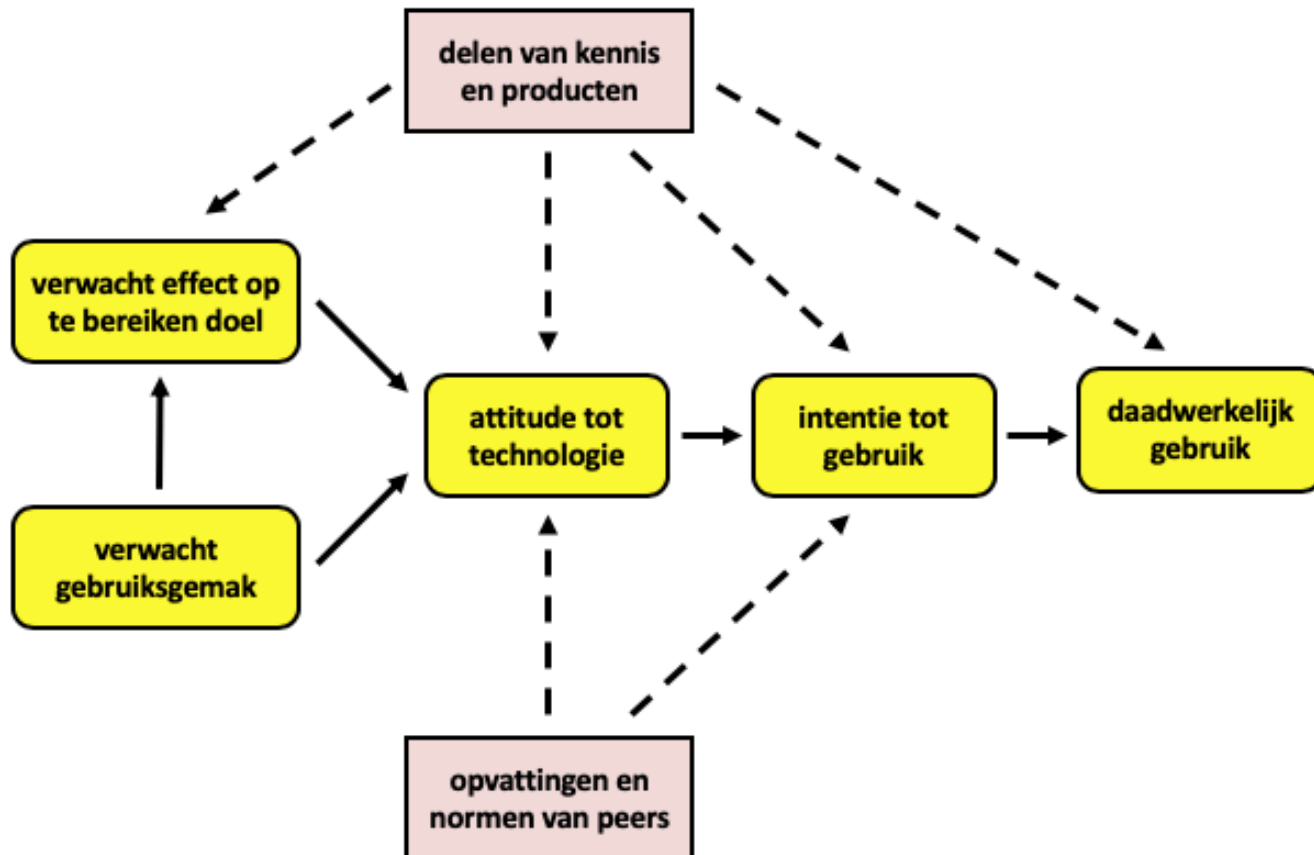 delen van kennis
en producten
verwacht effect op
te bereiken doel
attitude tot
technologie
intentie tot
gebruik
daadwerkelijk
gebruik
verwacht
gebruiksgemak
opvattingen en
normen van peers